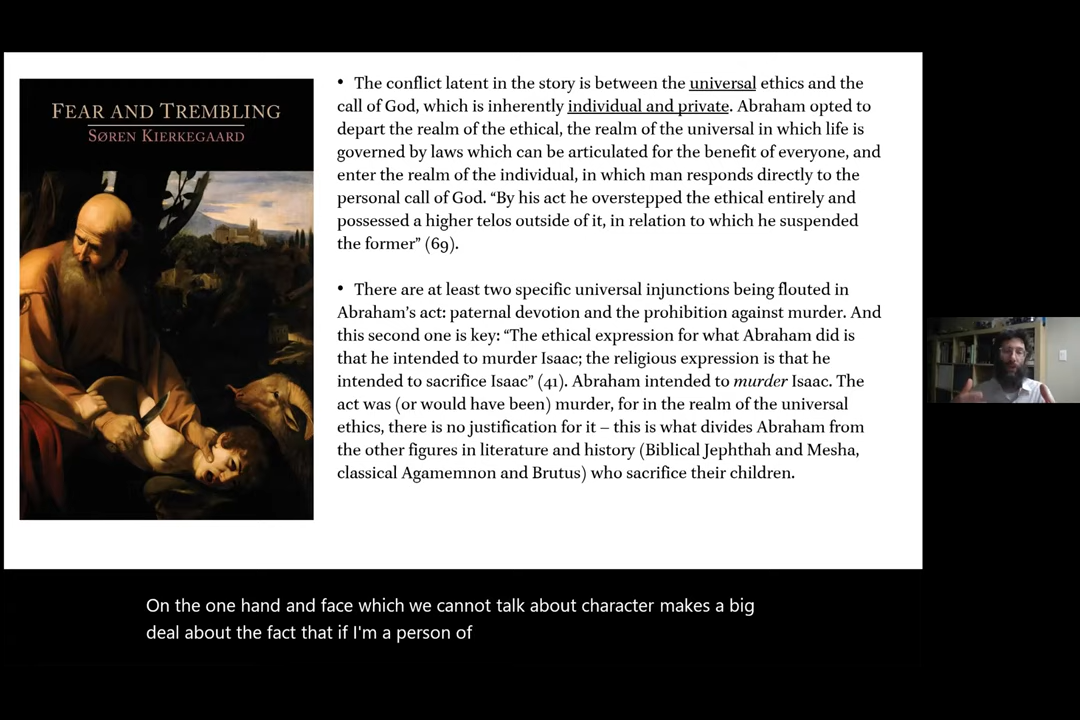 FEAR AND TREMBLING
SØREN KIERKEGAARD
• The conflict latent in the story is between the universal ethics and the
call of God, which is inherently individual and private. Abraham opted to
depart the realm of the ethical, the realm of the universal in which life is
governed by laws which can be articulated for the benefit of everyone, and
enter the realm of the individual, in which man responds directly to the
personal call of God. “By his act he overstepped the ethical entirely and
possessed a higher telos outside of it, in relation to which he suspended
the former” (69).
• There are at least two specific universal injunctions being flouted in
Abraham’s act: paternal devotion and the prohibition against murder. And
this second one is key: “The ethical expression for what Abraham did is
that he intended to murder Isaac; the religious expression is that he
intended to sacrifice Isaac” (41). Abraham intended to murder Isaac. The
act was (or would have been) murder, for in the realm of the universal
ethics, there is no justification for it – this is what divides Abraham from
the other figures in literature and history (Biblical Jephthah and Mesha,
classical Agamemnon and Brutus) who sacrifice their children.
On the one hand and face which we cannot talk about character makes a big
deal about the fact that if I'm a person of